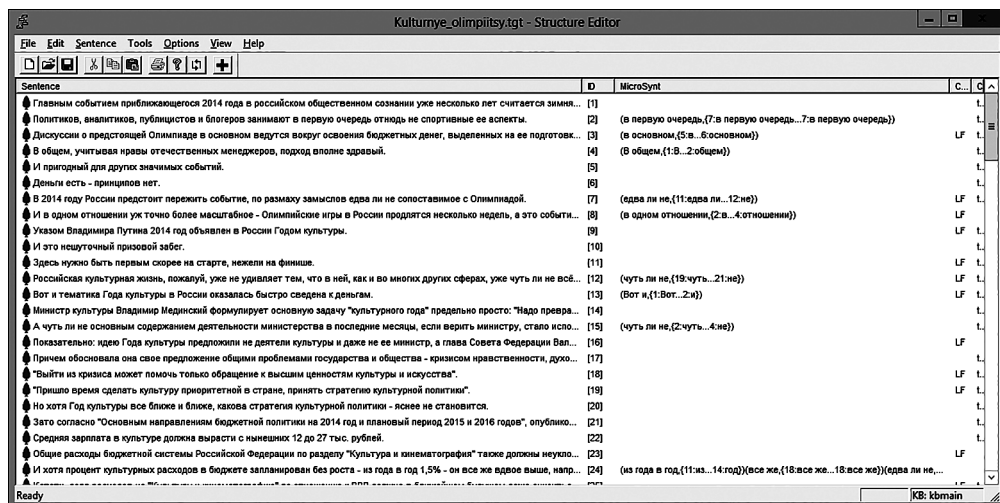 Kulturnye_olimpiitsy.tgt - Structure Editor
File Edit Sentence Tools Options View Help
Sentence ID MicroSynt C... C
Главным событием приближающегося 2014 года в российском общественном сознании уже несколько лет считается зимня... [1] t..
Политиков, аналитиков, публицистов и блогеров занимают в первую очередь отнюдь не спортивные ее аспекты. [2] (в первую очередь,{7:в первую очередь...7:в первую очередь}) t..
Дискуссии о предстоящей Олимпиаде в основном ведутся вокруг освоения бюджетных денег, выделенных на ее подготовк... [3] (в основном,{5:в...6:основном}) LF t..
В общем, учитывая нравы отечественных менеджеров, подход вполне здравый. [4] (В общем,{1:В...2:общем}) t..
И пригодный для других значимых событий. [5] t..
Деньги есть - принципов нет. [6] t..
В 2014 году России предстоит пережить событие, по размаху замыслов едва ли не сопоставимое с Олимпиадой. [7] (едва ли не,{11:едва ли...12:не}) LF t..
И в одном отношении уж точно более масштабное - Олимпийские игры в России продлятся несколько недель, а это событи... [8] (в одном отношении,{2:в...4:отношении}) LF
Указом Владимира Путина 2014 год объявлен в России Годом культуры. [9] LF t..
И это нешуточный призовой забег. [10] t..
Здесь нужно быть первым скорее на старте, нежели на финише. [11] LF t..
Российская культурная жизнь, пожалуй, уже не удивляет тем, что в ней, как и во многих других сферах, уже чуть ли не всё... [12] (чуть ли не,{19:чуть...21:не}) LF t..
Вот и тематика Года культуры в России оказалась быстро сведена к деньгам. [13] (Вот и,{1:Вот...2:и}) LF t..
Министр культуры Владимир Мединский формулирует основную задачу "культурного года" предельно просто: "Надо превра... [14] t..
А чуть ли не основным содержанием деятельности министерства в последние месяцы, если верить министру, стало испо... [15] (чуть ли не,{2:чуть...4:не}) t..
Показательно: идею Года культуры предложили не деятели культуры и даже не ее министр, а глава Совета Федерации Вал... [16] LF
Причем обосновала она свое предложение общими проблемами государства и общества - кризисом нравственности, духо... [17] t..
"Выйти из кризиса может помочь только обращение к высшим ценностям культуры и искусства". [18] LF t..
"Пришло время сделать культуру приоритетной в стране, принять стратегию культурной политики". [19] LF t..
Но хотя Год культуры все ближе и ближе, какова стратегия культурной политики - яснее не становится. [20] t..
Зато согласно "Основным направлениям бюджетной политики на 2014 год и плановый период 2015 и 2016 годов", опублико... [21] t..
Средняя зарплата в культуре должна вырасти с нынешних 12 до 27 тыс. рублей. [22] t..
Общие расходы бюджетной системы Российской Федерации по разделу "Культура и кинематография" также должны неукло... [23] LF
И хотя процент культурных расходов в бюджете запланирован без роста - из года в год 1,5% - он все же вдвое выше, напр... [24] (из года в год,{11:из...14:год})(все же,{18:все же...18:все же})(едва ли не,... LF t..
Ready KB: kbmain